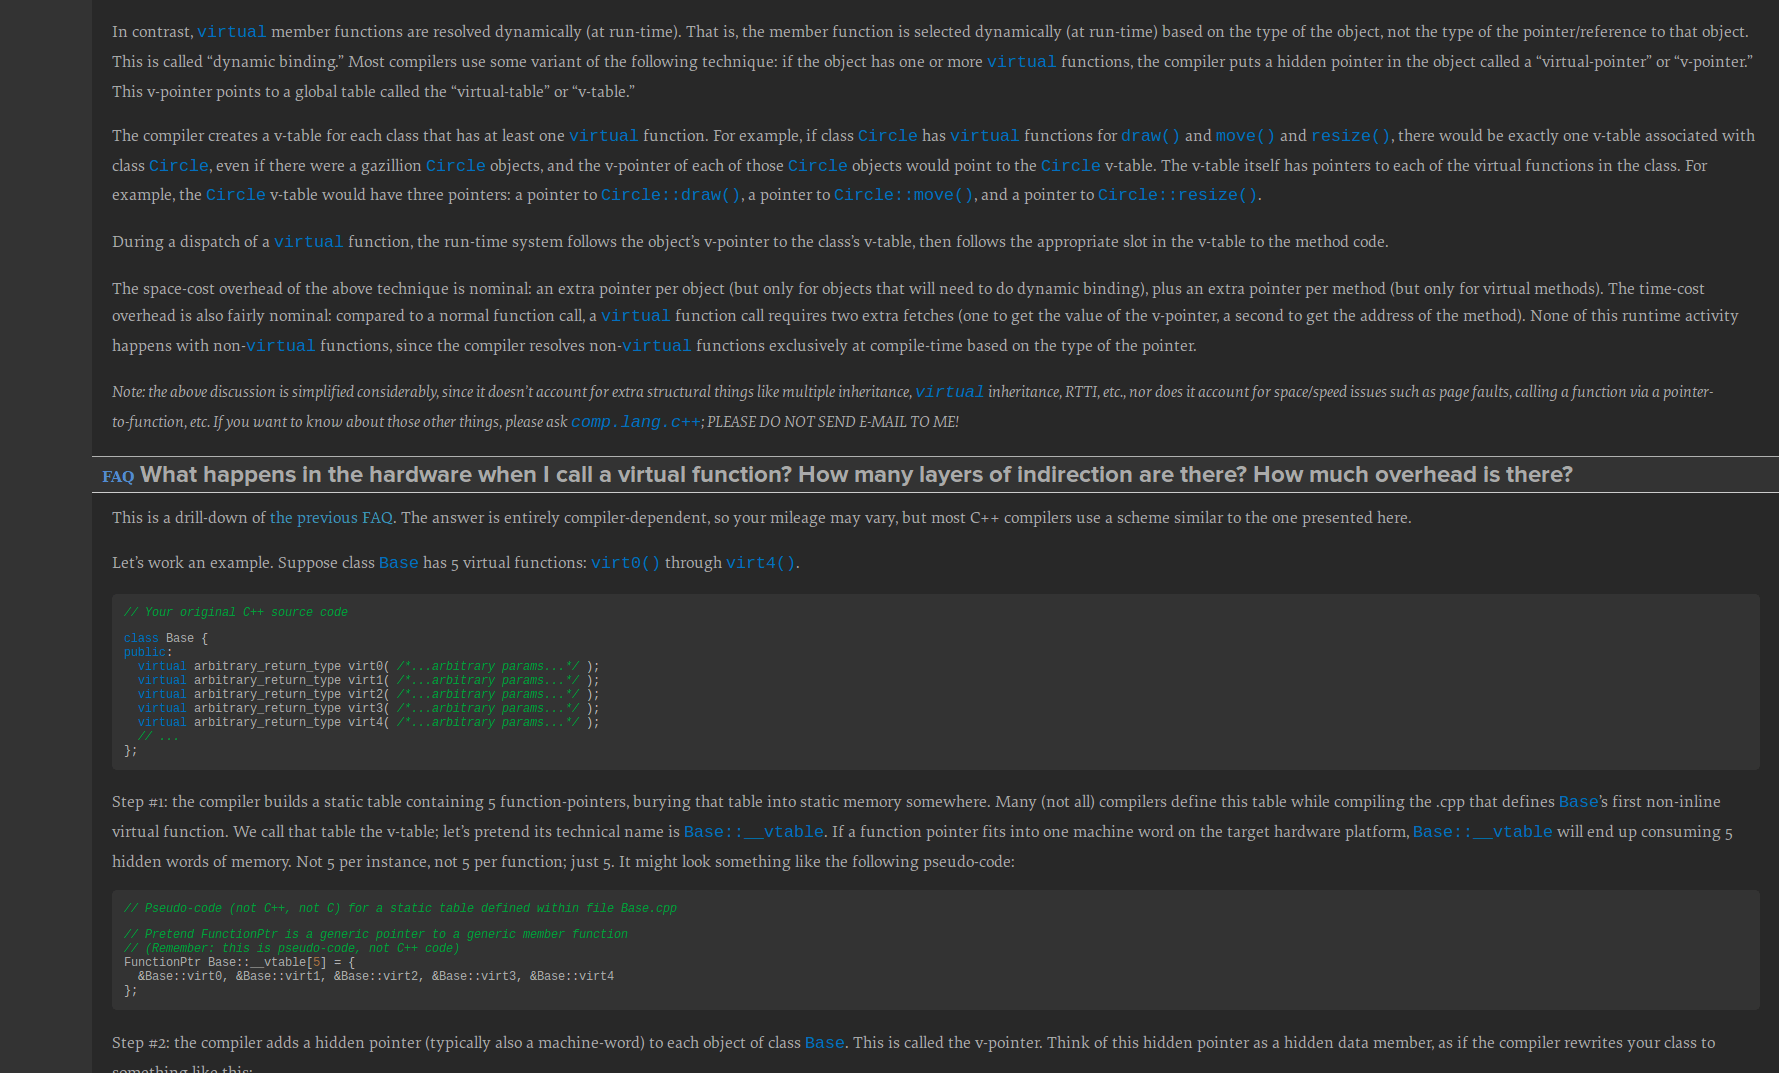 In contrast, virtual member functions are resolved dynamically (at run-time). That is, the member function is selected dynamically (at run-time) based on the type of the object, not the type of the pointer/reference to that object.
This is called “dynamic binding.” Most compilers use some variant of the following technique: if the object has one or more virtual functions, the compiler puts a hidden pointer in the object called a “virtual-pointer” or “v-pointer.”
This v-pointer points to a global table called the “virtual-table” or “v-table.”
The compiler creates a v-table for each class that has at least one virtual function. For example, if class Circle has virtual functions for draw() and move() and resize(), there would be exactly one v-table associated with
class Circle, even if there were a gazillion Circle objects, and the v-pointer of each of those Circle objects would point to the Circle v-table. The v-table itself has pointers to each of the virtual functions in the class. For
example, the Circle v-table would have three pointers: a pointer to Circle::draw(), a pointer to Circle::move(), and a pointer to Circle::resize().
During a dispatch of a virtual function, the run-time system follows the object’s v-pointer to the class’s v-table, then follows the appropriate slot in the v-table to the method code.
The space-cost overhead of the above technique is nominal: an extra pointer per object (but only for objects that will need to do dynamic binding), plus an extra pointer per method (but only for virtual methods). The time-cost
overhead is also fairly nominal: compared to a normal function call, a virtual function call requires two extra fetches (one to get the value of the v-pointer, a second to get the address of the method). None of this runtime activity
happens with non-virtual functions, since the compiler resolves non-virtual functions exclusively at compile-time based on the type of the pointer.
Note: the above discussion is simplified considerably, since it doesn’t account for extra structural things like multiple inheritance, virtual inheritance, RTTI, etc., nor does it account for space/speed issues such as page faults, calling a function via a pointer-
to-function, etc. If you want to know about those other things, please ask comp.lang.c++; PLEASE DO NOT SEND E-MAIL TO ME!
FAQ What happens in the hardware when I call a virtual function? How many layers of indirection are there? How much overhead is there?
This is a drill-down of the previous FAQ. The answer is entirely compiler-dependent, so your mileage may vary, but most C++ compilers use a scheme similar to the one presented here.
Let’s work an example. Suppose class Base has 5 virtual functions: virt0() through virt4().
// Your original C++ source code
class Base {
public:
  virtual arbitrary_return_type virt0( /*...arbitrary params...*/ );
  virtual arbitrary_return_type virt1( /*...arbitrary params...*/ );
  virtual arbitrary_return_type virt2( /*...arbitrary params...*/ );
  virtual arbitrary_return_type virt3( /*...arbitrary params...*/ );
  virtual arbitrary_return_type virt4( /*...arbitrary params...*/ );
  // ...
};
Step #1: the compiler builds a static table containing 5 function-pointers, burying that table into static memory somewhere. Many (not all) compilers define this table while compiling the .cpp that defines Base’s first non-inline
virtual function. We call that table the v-table; let’s pretend its technical name is Base::__vtable. If a function pointer fits into one machine word on the target hardware platform, Base::__vtable will end up consuming 5
hidden words of memory. Not 5 per instance, not 5 per function; just 5. It might look something like the following pseudo-code:
// Pseudo-code (not C++, not C) for a static table defined within file Base.cpp
// Pretend FunctionPtr is a generic pointer to a generic member function
// (Remember: this is pseudo-code, not C++ code)
FunctionPtr Base::__vtable[5] = {
  &Base::virt0, &Base::virt1, &Base::virt2, &Base::virt3, &Base::virt4
};
Step #2: the compiler adds a hidden pointer (typically also a machine-word) to each object of class Base. This is called the v-pointer. Think of this hidden pointer as a hidden data member, as if the compiler rewrites your class to
something like this: